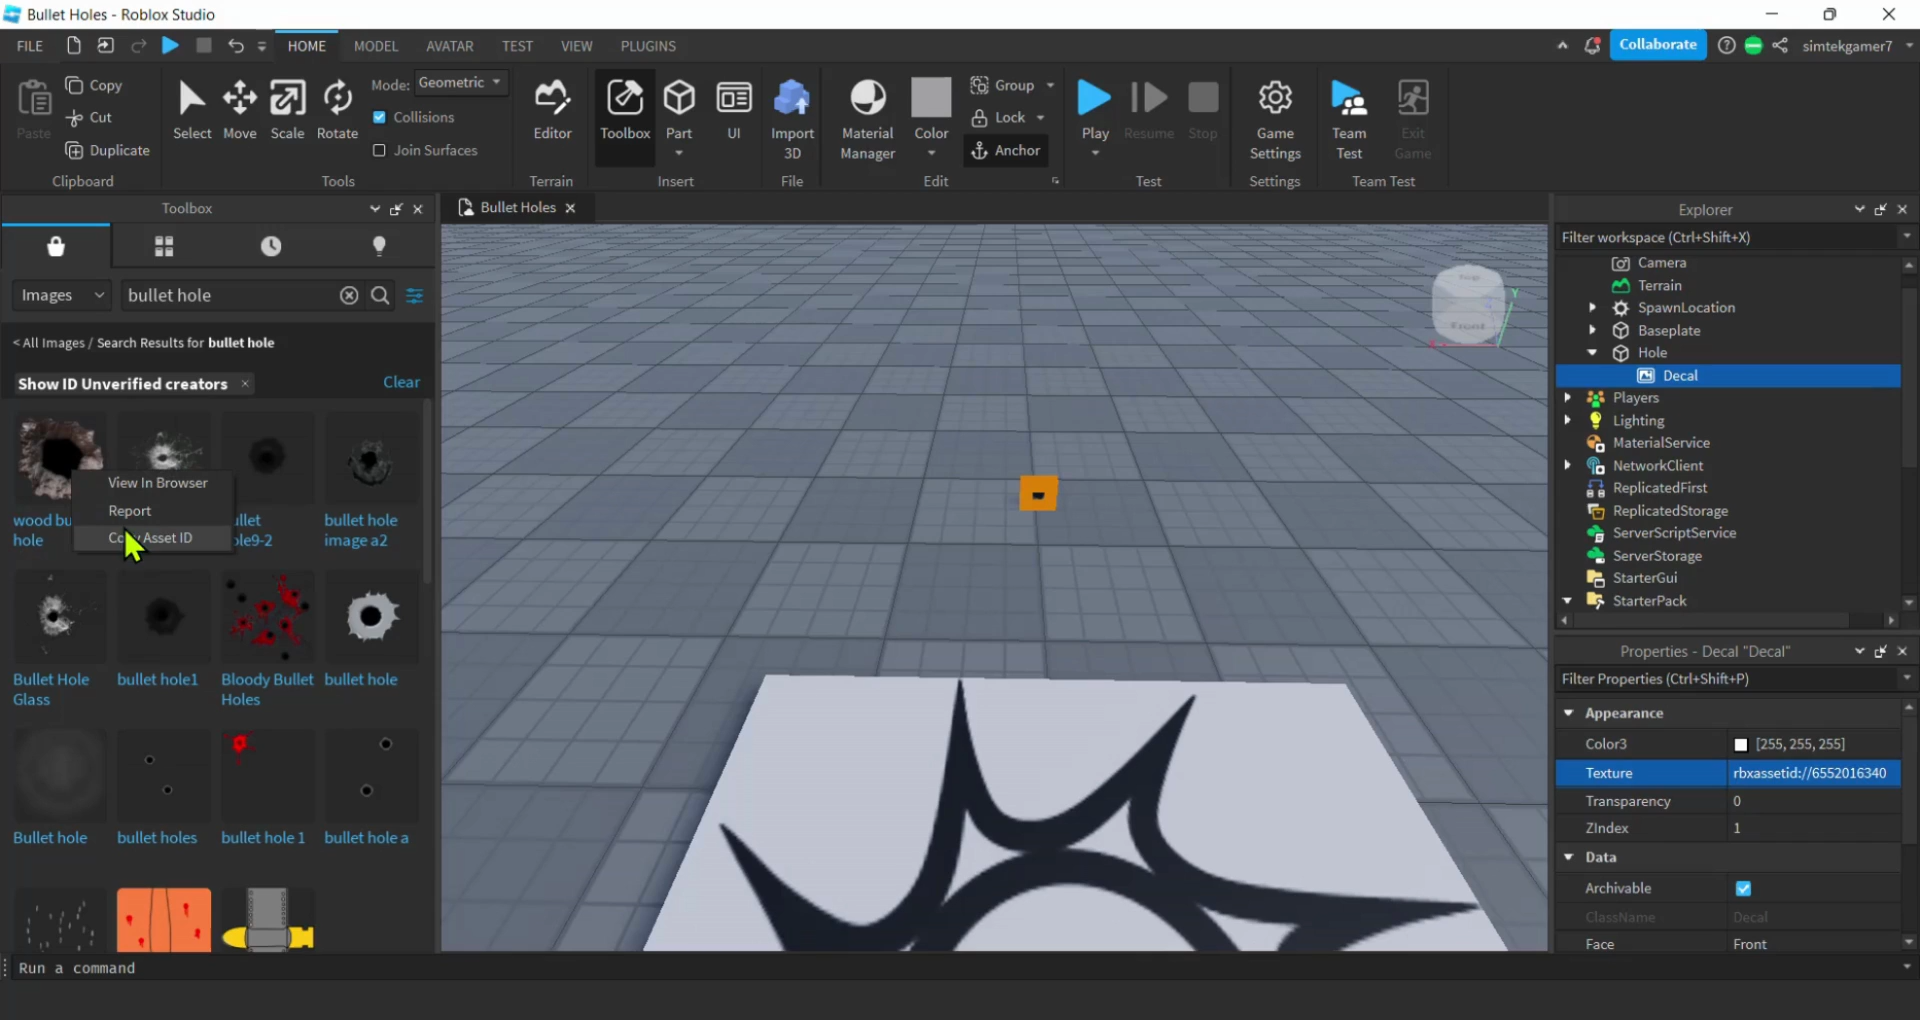 Bullet Holes - Roblox Studio
FILE HOME MODEL AVATAR TEST VIEW PLUGINS Collaborate simtekgamer7
Paste Copy Cut Duplicate Clipboard
Select Move Scale Rotate Mode: Geometric Collisions Join Surfaces Tools
Editor Terrain
Toolbox Part UI Insert
Import 3D File
Material Manager Color Group Lock Anchor Edit
Play Resume Stop Test
Game Settings Settings
Team Test Exit Game Team Test
Toolbox
Images bullet hole
< All Images / Search Results for bullet hole
Show ID Unverified creators × Clear
View In Browser
Report
Asset ID
wood
hole
bullet hole
image a2
Bullet Hole
Glass
bullet hole1
Bloody Bullet
Holes
bullet hole
Bullet hole
bullet holes
bullet hole 1
bullet hole a
Bullet Holes
Top
Front
Y
Explorer
Filter workspace (Ctrl+Shift+X)
Camera
Terrain
SpawnLocation
Baseplate
Hole
Decal
Players
Lighting
MaterialService
NetworkClient
ReplicatedFirst
ReplicatedStorage
ServerScriptService
ServerStorage
StarterGui
StarterPack
Properties - Decal "Decal"
Filter Properties (Ctrl+Shift+P)
Appearance
Color3 [255, 255, 255]
Texture rbxassetid://6552016340
Transparency 0
ZIndex 1
Data
Archivable
ClassName Decal
Face Front
Run a command